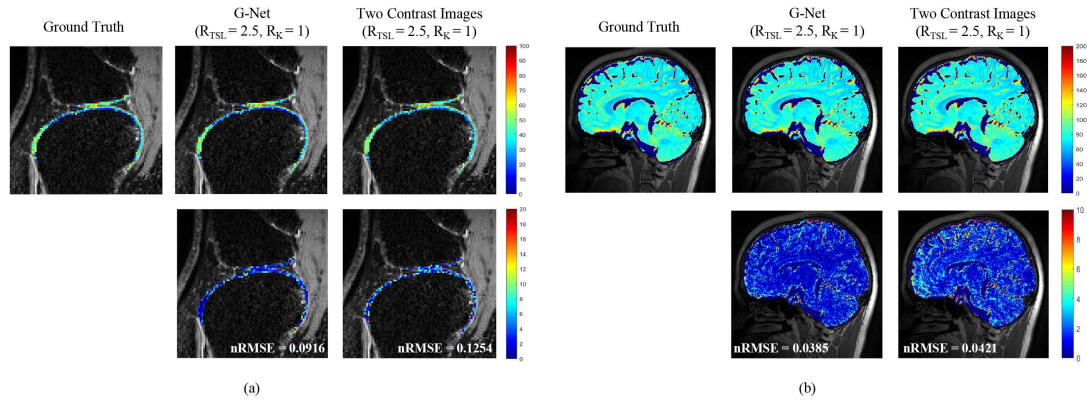 Ground Truth
G-Net
(R_TSL = 2.5, R_K = 1)
Two Contrast Images
(R_TSL = 2.5, R_K = 1)
100
90
80
70
60
50
40
30
20
10
0
20
18
16
14
12
10
8
6
4
2
0
nRMSE = 0.0916
nRMSE = 0.1254
(a)
Ground Truth
G-Net
(R_TSL = 2.5, R_K = 1)
Two Contrast Images
(R_TSL = 2.5, R_K = 1)
200
180
160
140
120
100
80
60
40
20
0
10
8
6
4
2
0
nRMSE = 0.0385
nRMSE = 0.0421
(b)